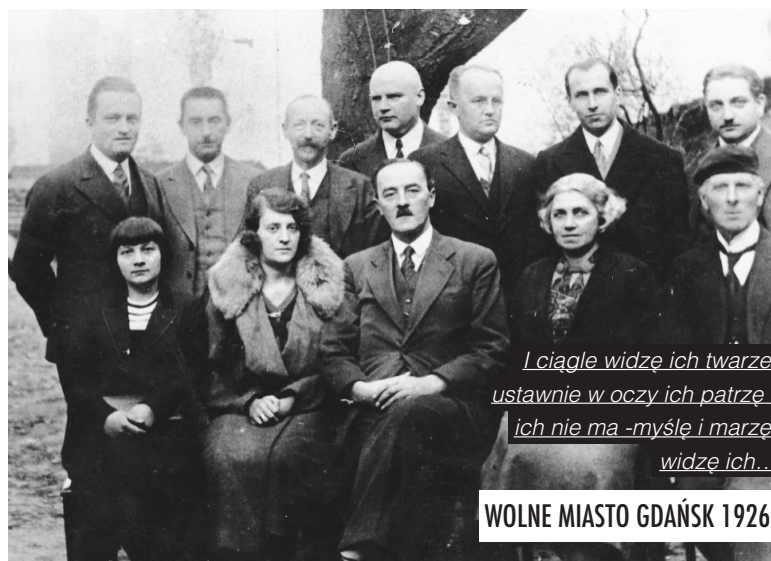 I ciągle widzę ich twarze
ustawnie w oczy ich patrzę
ich nie ma -myślę i marzę
widzę ich...
WOLNE MIASTO GDAŃSK 1926